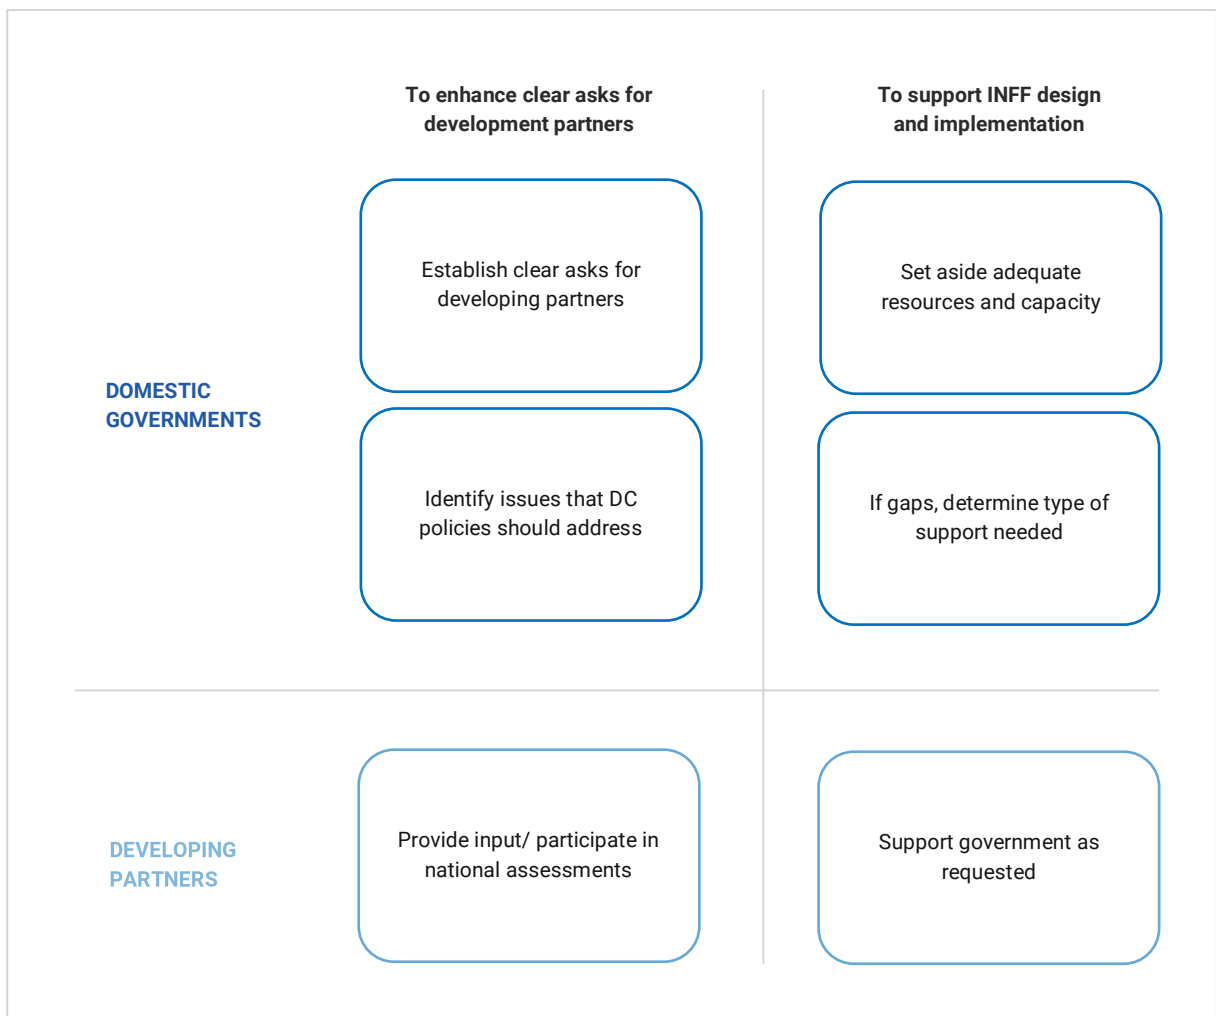 To enhance clear asks for
development partners
To support INFF design
and implementation
DOMESTIC
GOVERNMENTS
Establish clear asks for
developing partners
Set aside adequate
resources and capacity
Identify issues that DC
policies should address
If gaps, determine type of
support needed
DEVELOPING
PARTNERS
Provide input/ participate in
national assessments
Support government as
requested